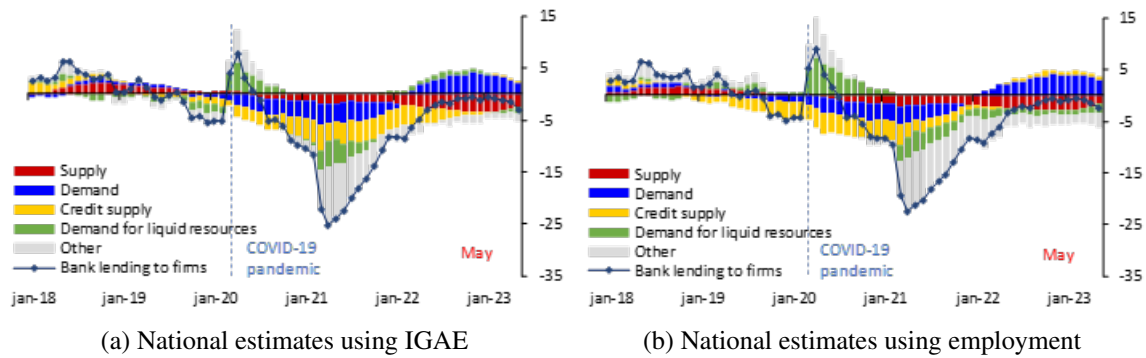 15
5
-5
-15
-25
-35
Supply
Demand
Credit supply
Demand for liquid resources
Other
Bank lending to firms
COVID-19
pandemic
May
jan-18 jan-19 jan-20 jan-21 jan-22 jan-23
(a) National estimates using IGAE
15
5
-5
-15
-25
-35
Supply
Demand
Credit supply
Demand for liquid resources
Other
Bank lending to firms
COVID-19
pandemic
May
jan-18 jan-19 jan-20 jan-21 jan-22 jan-23
(b) National estimates using employment